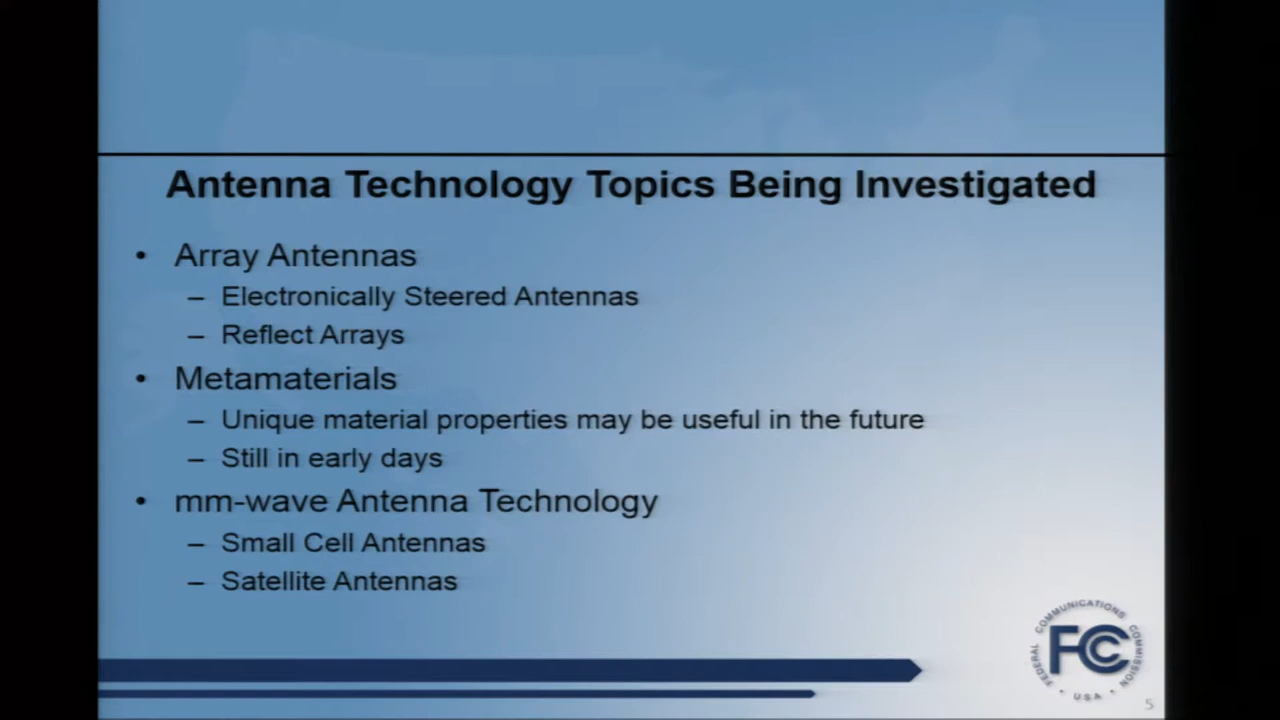 Antenna Technology Topics Being Investigated
• Array Antennas
– Electronically Steered Antennas
– Reflect Arrays
• Metamaterials
– Unique material properties may be useful in the future
– Still in early days
• mm-wave Antenna Technology
– Small Cell Antennas
– Satellite Antennas
FEDERAL COMMUNICATIONS COMMISSION
FCC
• USA •
5